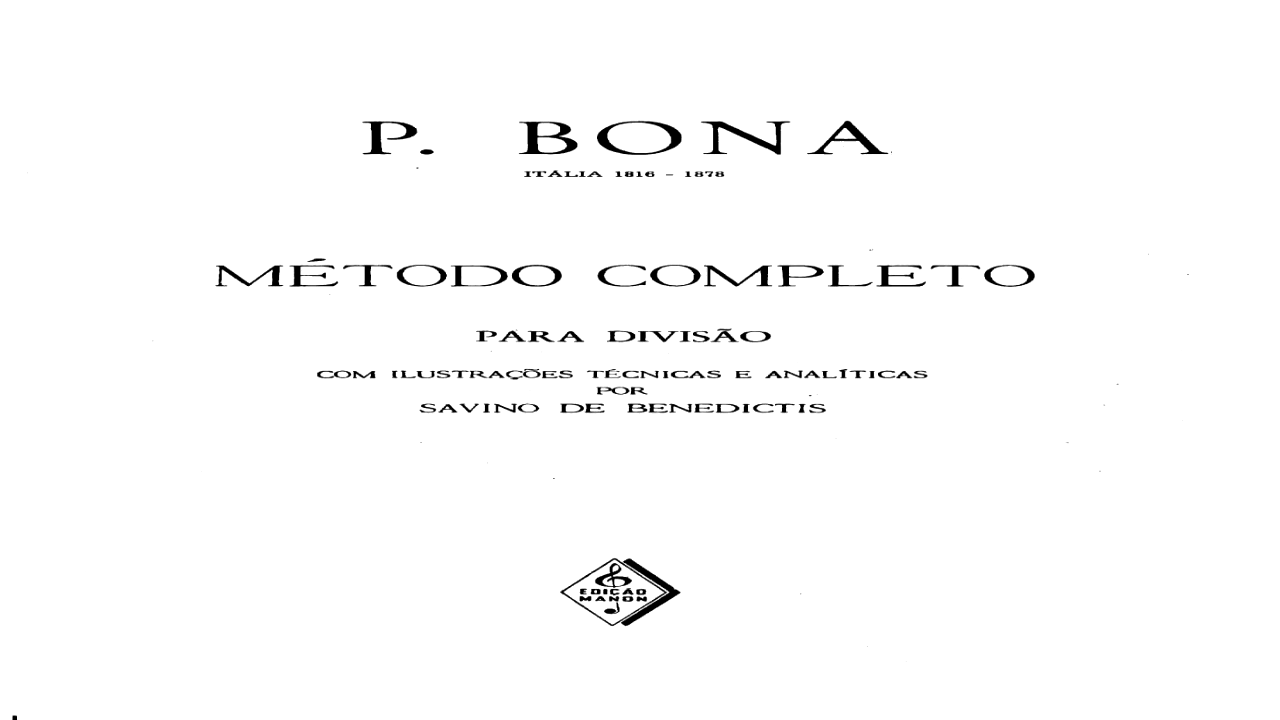 P. BONA
ITÁLIA 1816 - 1878
MÉTODO COMPLETO
PARA DIVISÃO
COM ILUSTRAÇÕES TÉCNICAS E ANALÍTICAS
POR
SAVINO DE BENEDICTIS
EDIÇÃO
MANON